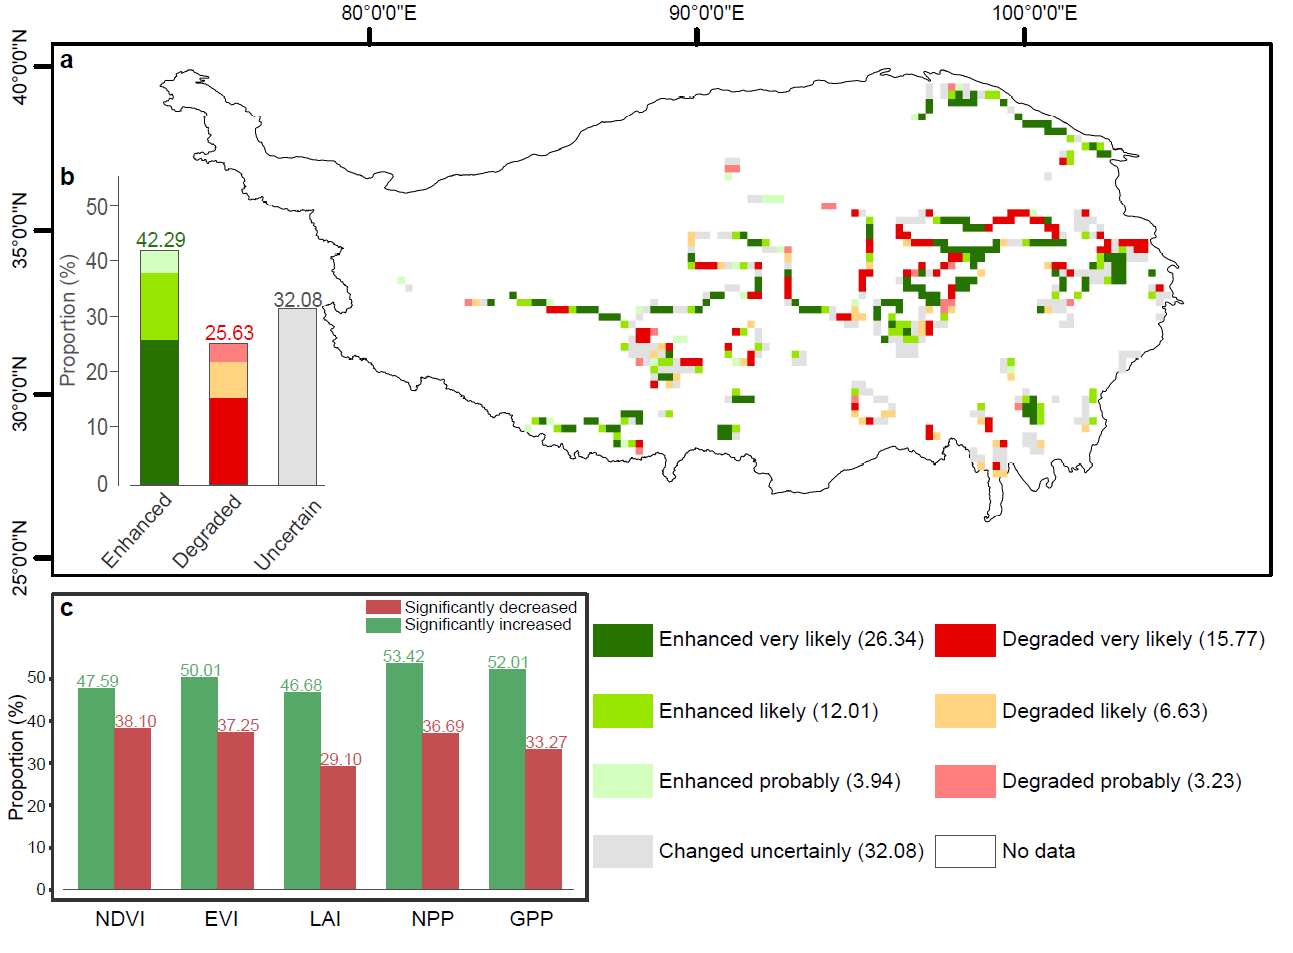 80°0'0"E
90°0'0"E
100°0'0"E
40°0'0"N
35°0'0"N
30°0'0"N
25°0'0"N
a
b
50
40
30
20
10
0
Proportion (%)
42.29
25.63
32.08
Enhanced
Degraded
Uncertain
c
Significantly decreased
Significantly increased
50
40
30
20
10
0
Proportion (%)
47.59
38.10
50.01
37.25
46.68
29.10
53.42
36.69
52.01
33.27
NDVI
EVI
LAI
NPP
GPP
Enhanced very likely (26.34)
Degraded very likely (15.77)
Enhanced likely (12.01)
Degraded likely (6.63)
Enhanced probably (3.94)
Degraded probably (3.23)
Changed uncertainly (32.08)
No data